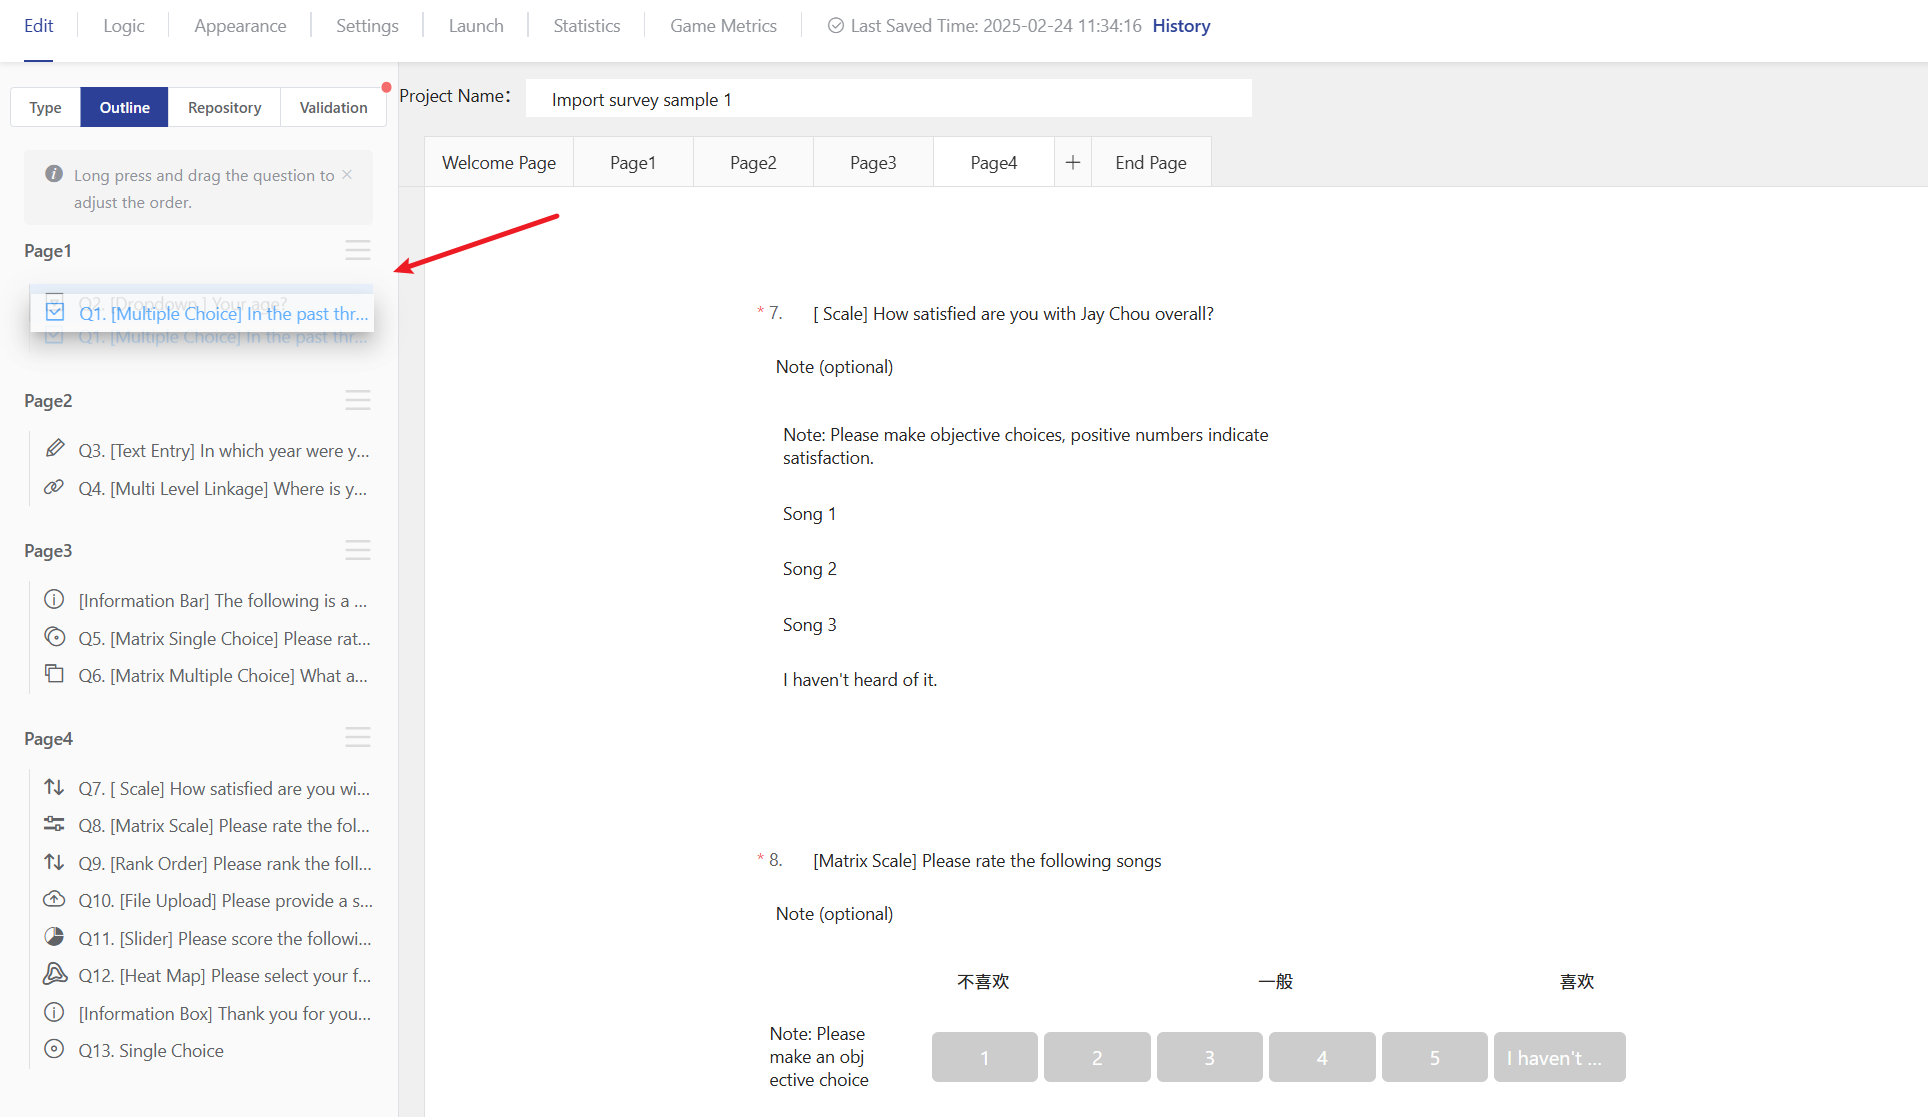 Edit
Logic
Appearance
Settings
Launch
Statistics
Game Metrics
Last Saved Time: 2025-02-24 11:34:16 History
Type
Outline
Repository
Validation
Long press and drag the question to
adjust the order.
Page1
Q2. [Dropdown ] Your age?
Q1. [Multiple Choice] In the past thr...
Q1. [Multiple Choice] In the past thr...
Page2
Q3. [Text Entry] In which year were y...
Q4. [Multi Level Linkage] Where is y...
Page3
[Information Bar] The following is a ...
Q5. [Matrix Single Choice] Please rat...
Q6. [Matrix Multiple Choice] What a...
Page4
Q7. [ Scale] How satisfied are you wi...
Q8. [Matrix Scale] Please rate the fol...
Q9. [Rank Order] Please rank the foll...
Q10. [File Upload] Please provide a s...
Q11. [Slider] Please score the followi...
Q12. [Heat Map] Please select your f...
[Information Box] Thank you for you...
Q13. Single Choice
Project Name：
Import survey sample 1
Welcome Page
Page1
Page2
Page3
Page4
+
End Page
* 7. [ Scale] How satisfied are you with Jay Chou overall?
Note (optional)
Note: Please make objective choices, positive numbers indicate
satisfaction.
Song 1
Song 2
Song 3
I haven't heard of it.
* 8. [Matrix Scale] Please rate the following songs
Note (optional)
不喜欢
一般
喜欢
Note: Please
make an obj
ective choice
1
2
3
4
5
I haven't ...